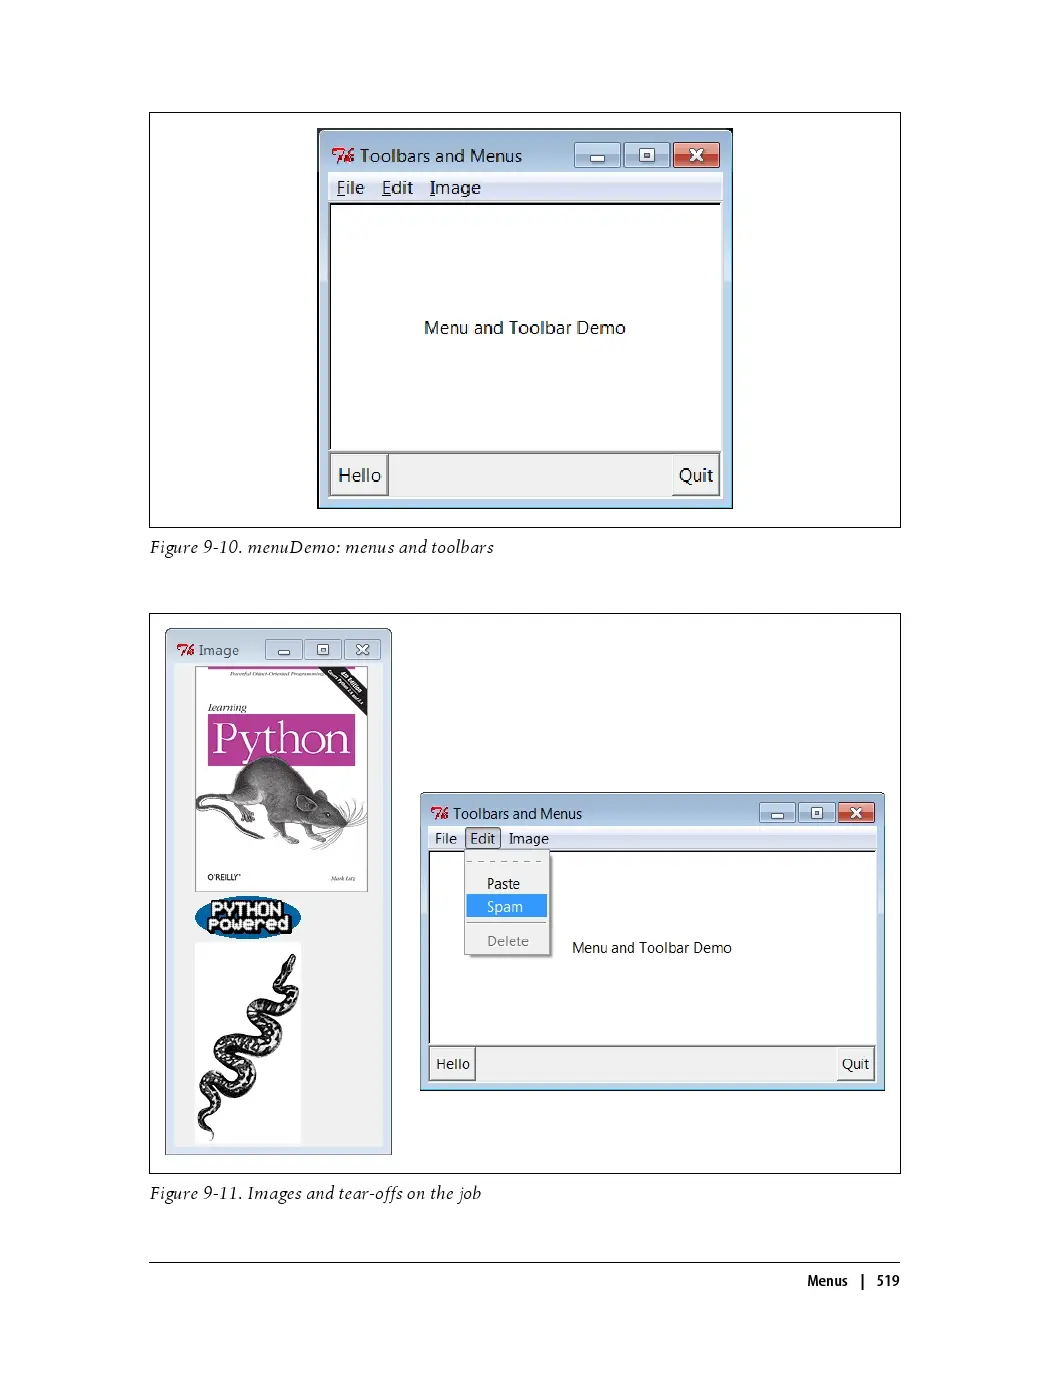 Toolbars and Menus
File Edit Image
Menu and Toolbar Demo
Hello Quit
Figure 9-10. menuDemo: menus and toolbars
Image
Powerful Object-Oriented Programming
4th Edition
Learning
Python
O'REILLY™ Mark Lutz
PYTHON
powered
Toolbars and Menus
File Edit Image
Paste
Spam
Delete
Menu and Toolbar Demo
Hello Quit
Figure 9-11. Images and tear-offs on the job
Menus | 519